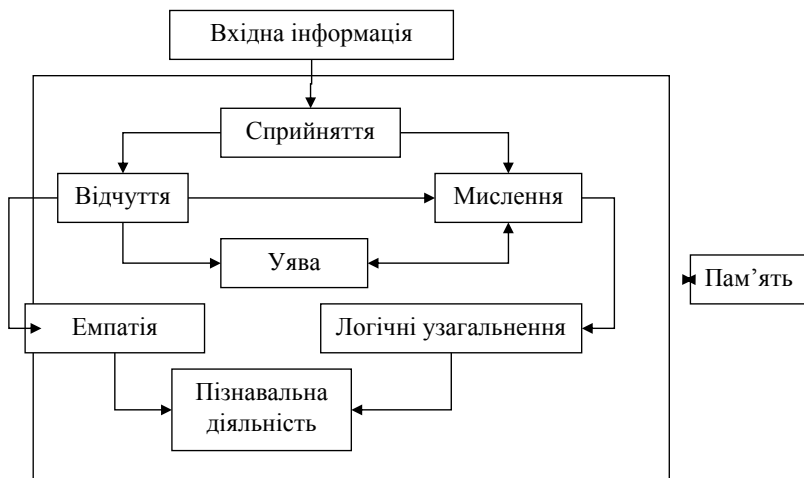 Вхідна інформація
Сприйняття
Відчуття
Мислення
Уява
Пам’ять
Емпатія
Логічні узагальнення
Пізнавальна
діяльність